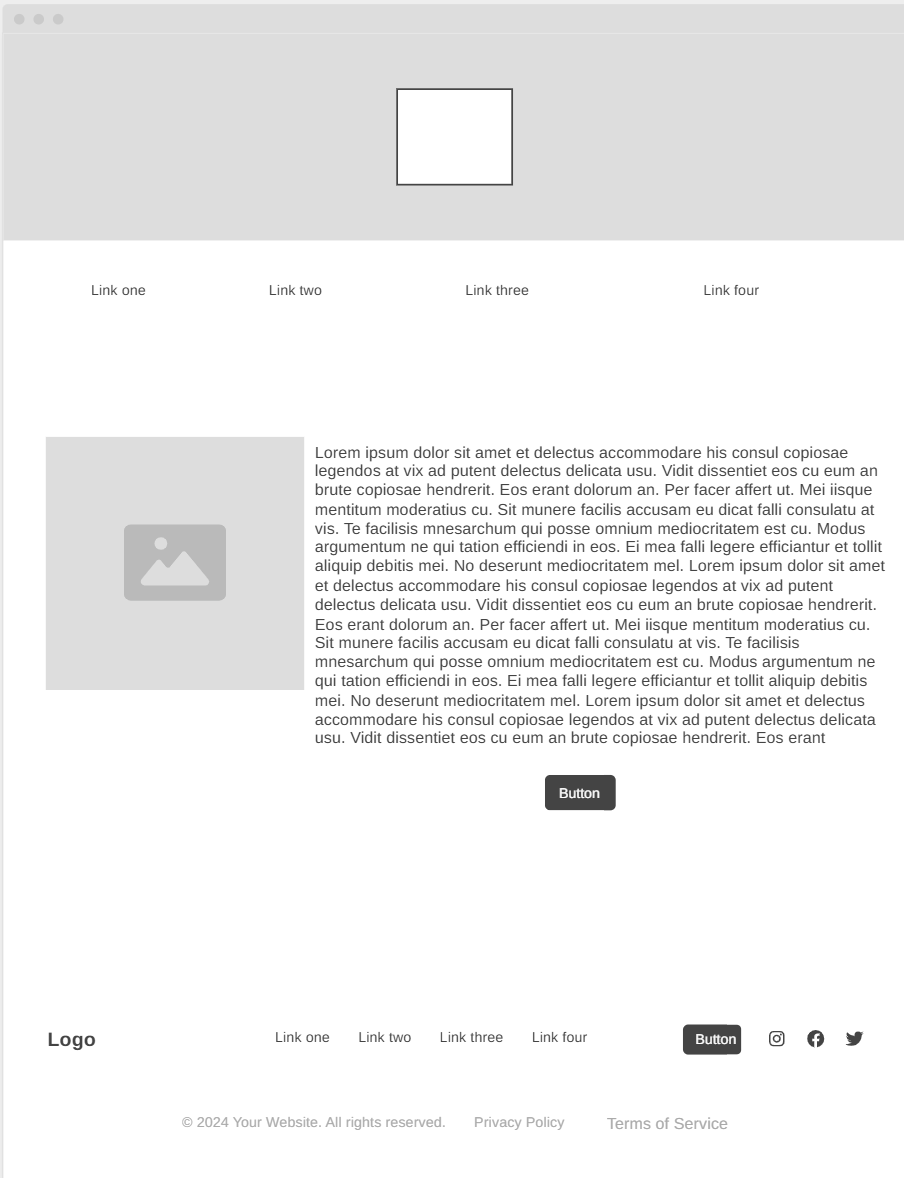 Link one Link two Link three Link four
Lorem ipsum dolor sit amet et delectus accommodare his consul copiosae
legendos at vix ad putent delectus delicata usu. Vidit dissentiet eos cu eum an
brute copiosae hendrerit. Eos erant dolorum an. Per facer affert ut. Mei iisque
mentitum moderatius cu. Sit munere facilis accusam eu dicat falli consulatu at
vis. Te facilisis mnesarchum qui posse omnium mediocritatem est cu. Modus
argumentum ne qui tation efficiendi in eos. Ei mea falli legere efficiantur et tollit
aliquip debitis mei. No deserunt mediocritatem mel. Lorem ipsum dolor sit amet
et delectus accommodare his consul copiosae legendos at vix ad putent
delectus delicata usu. Vidit dissentiet eos cu eum an brute copiosae hendrerit.
Eos erant dolorum an. Per facer affert ut. Mei iisque mentitum moderatius cu.
Sit munere facilis accusam eu dicat falli consulatu at vis. Te facilisis
mnesarchum qui posse omnium mediocritatem est cu. Modus argumentum ne
qui tation efficiendi in eos. Ei mea falli legere efficiantur et tollit aliquip debitis
mei. No deserunt mediocritatem mel. Lorem ipsum dolor sit amet et delectus
accommodare his consul copiosae legendos at vix ad putent delectus delicata
usu. Vidit dissentiet eos cu eum an brute copiosae hendrerit. Eos erant
Button
Logo Link one Link two Link three Link four Button
© 2024 Your Website. All rights reserved. Privacy Policy Terms of Service